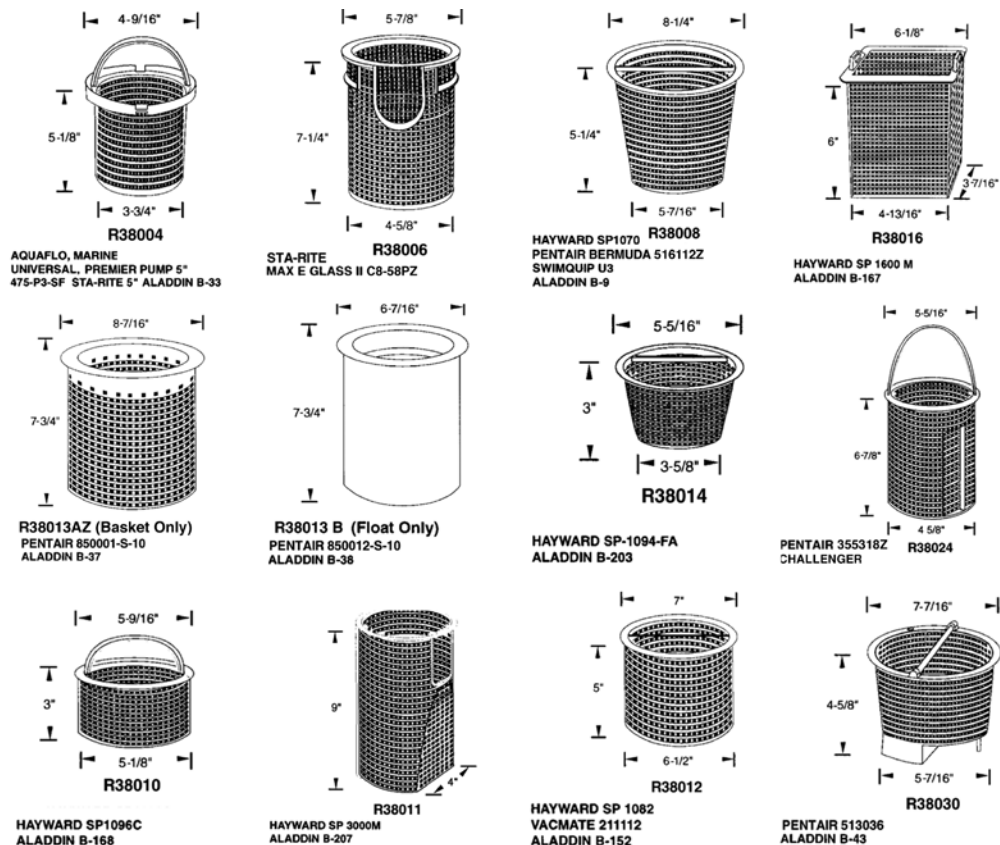 4-9/16"
5-1/8"
3-3/4"
R38004
AQUAFLO, MARINE
UNIVERSAL, PREMIER PUMP 5"
475-P3-SF STA-RITE 5" ALADDIN B-33
5-7/8"
7-1/4"
4-5/8"
R38006
STA-RITE
MAX E GLASS II C8-58PZ
8-1/4"
5-1/4"
5-7/16"
R38008
HAYWARD SP1070
PENTAIR BERMUDA 516112Z
SWIMQUIP U3
ALADDIN B-9
6-1/8"
6"
3-7/16"
4-13/16"
R38016
HAYWARD SP 1600 M
ALADDIN B-167
8-7/16"
7-3/4"
R38013AZ (Basket Only)
PENTAIR 850001-S-10
ALADDIN B-37
6-7/16"
7-3/4"
R38013 B (Float Only)
PENTAIR 850012-S-10
ALADDIN B-38
5-5/16"
3"
3-5/8"
R38014
HAYWARD SP-1094-FA
ALADDIN B-203
5-5/16"
6-7/8"
4 5/8"
R38024
PENTAIR 355318Z
CHALLENGER
5-9/16"
3"
5-1/8"
R38010
HAYWARD SP1096C
ALADDIN B-168
9"
4"
R38011
HAYWARD SP 3000M
ALADDIN B-207
7"
5"
6-1/2"
R38012
HAYWARD SP 1082
VACMATE 211112
ALADDIN B-152
7-7/16"
4-5/8"
5-7/16"
R38030
PENTAIR 513036
ALADDIN B-43